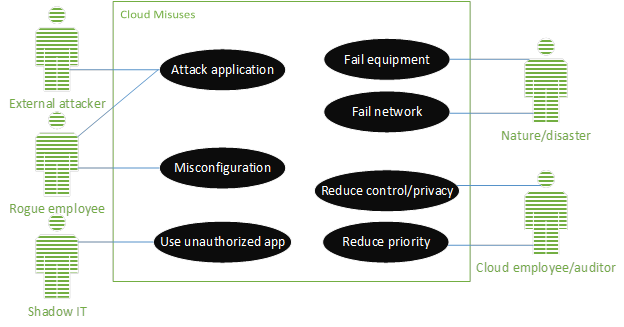 Cloud Misuses
Attack application
Fail equipment
External attacker
Fail network
Nature/disaster
Misconfiguration
Reduce control/privacy
Rogue employee
Use unauthorized app
Reduce priority
Cloud employee/auditor
Shadow IT